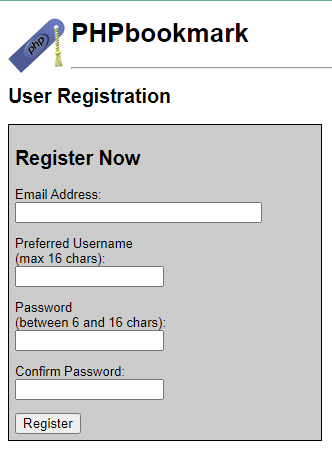 php
PHPbookmark
User Registration
Register Now
Email Address:
Preferred Username
(max 16 chars):
Password
(between 6 and 16 chars):
Confirm Password:
Register